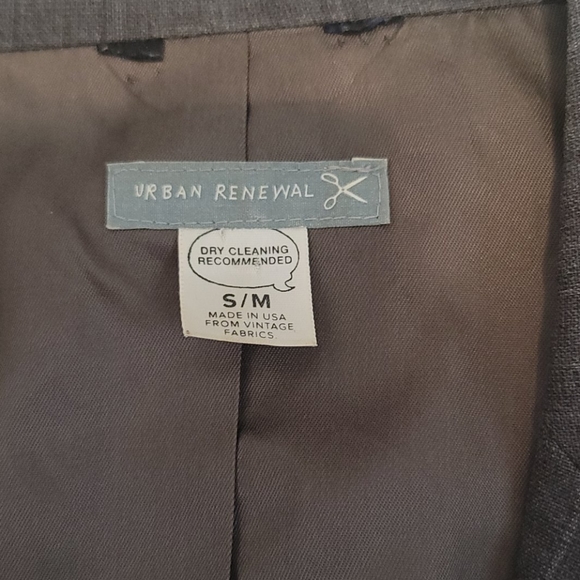 URBAN RENEWAL
DRY CLEANING
RECOMMENDED
S/M
MADE IN USA
FROM VINTAGE
FABRICS